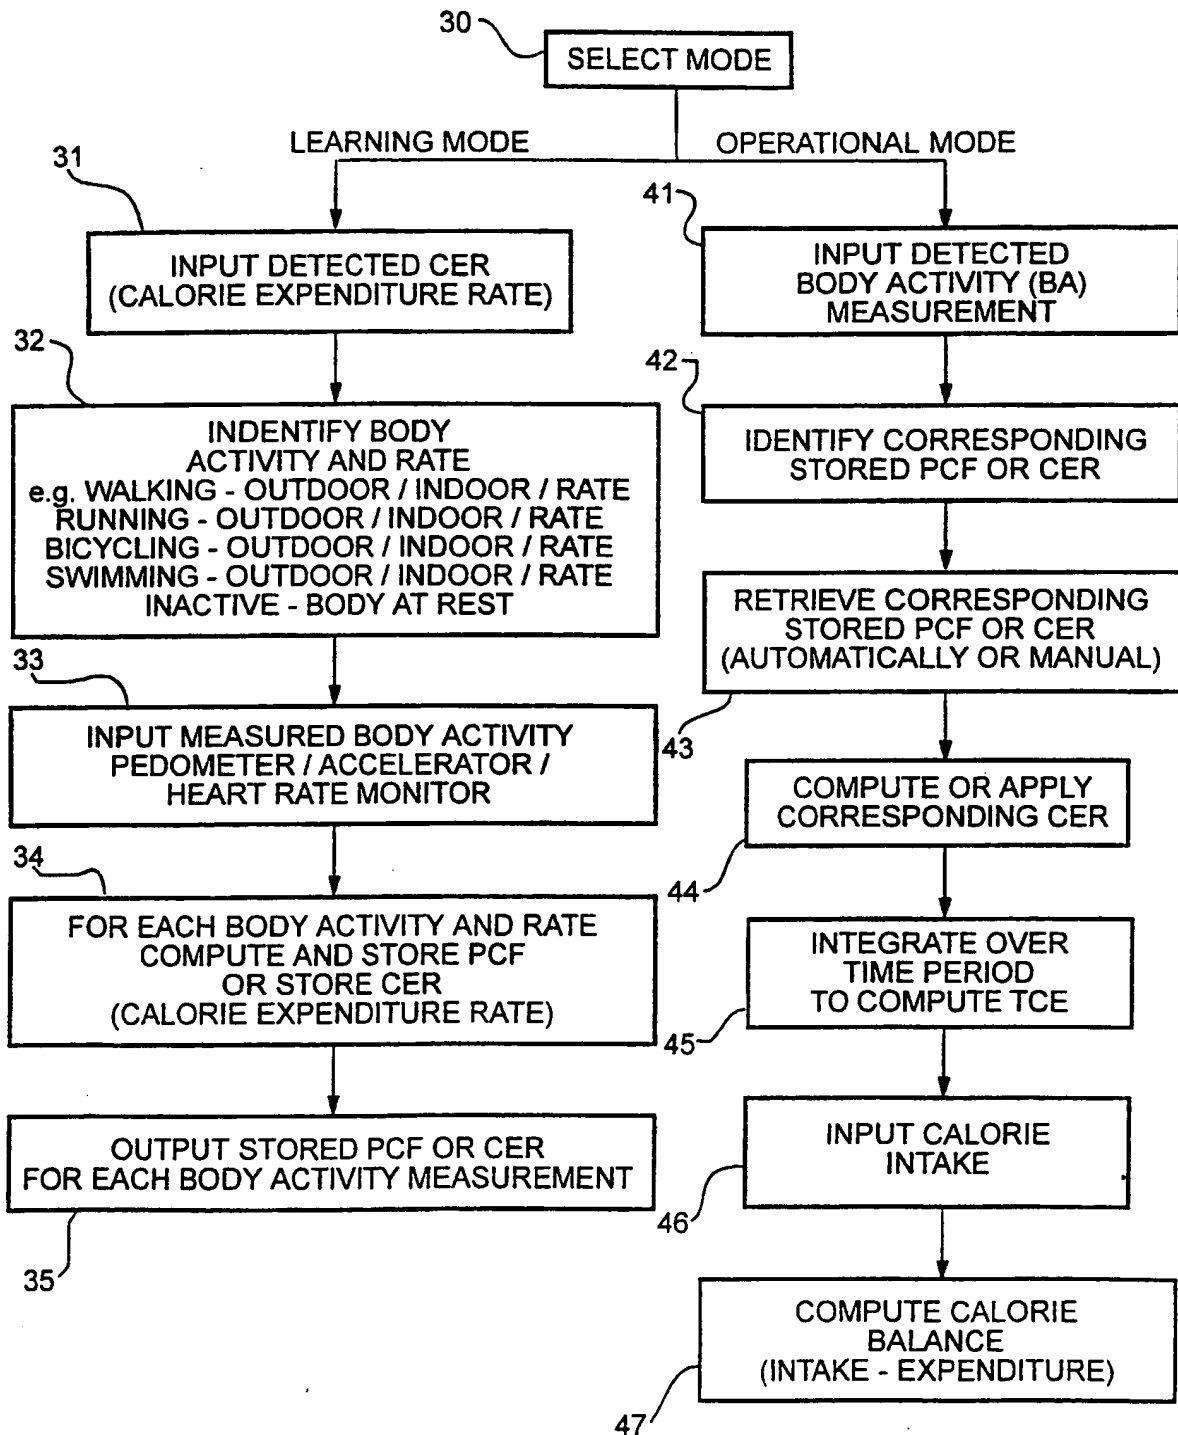 30
SELECT MODE
LEARNING MODE
OPERATIONAL MODE
31
INPUT DETECTED CER
(CALORIE EXPENDITURE RATE)
32
INDENTIFY BODY
ACTIVITY AND RATE
e.g. WALKING - OUTDOOR / INDOOR / RATE
RUNNING - OUTDOOR / INDOOR / RATE
BICYCLING - OUTDOOR / INDOOR / RATE
SWIMMING - OUTDOOR / INDOOR / RATE
INACTIVE - BODY AT REST
33
INPUT MEASURED BODY ACTIVITY
PEDOMETER / ACCELERATOR /
HEART RATE MONITOR
34
FOR EACH BODY ACTIVITY AND RATE
COMPUTE AND STORE PCF
OR STORE CER
(CALORIE EXPENDITURE RATE)
OUTPUT STORED PCF OR CER
FOR EACH BODY ACTIVITY MEASUREMENT
35
41
INPUT DETECTED
BODY ACTIVITY (BA)
MEASUREMENT
42
IDENTIFY CORRESPONDING
STORED PCF OR CER
RETRIEVE CORRESPONDING
STORED PCF OR CER
(AUTOMATICALLY OR MANUAL)
43
COMPUTE OR APPLY
CORRESPONDING CER
44
INTEGRATE OVER
TIME PERIOD
TO COMPUTE TCE
45
INPUT CALORIE
INTAKE
46
COMPUTE CALORIE
BALANCE
(INTAKE - EXPENDITURE)
47